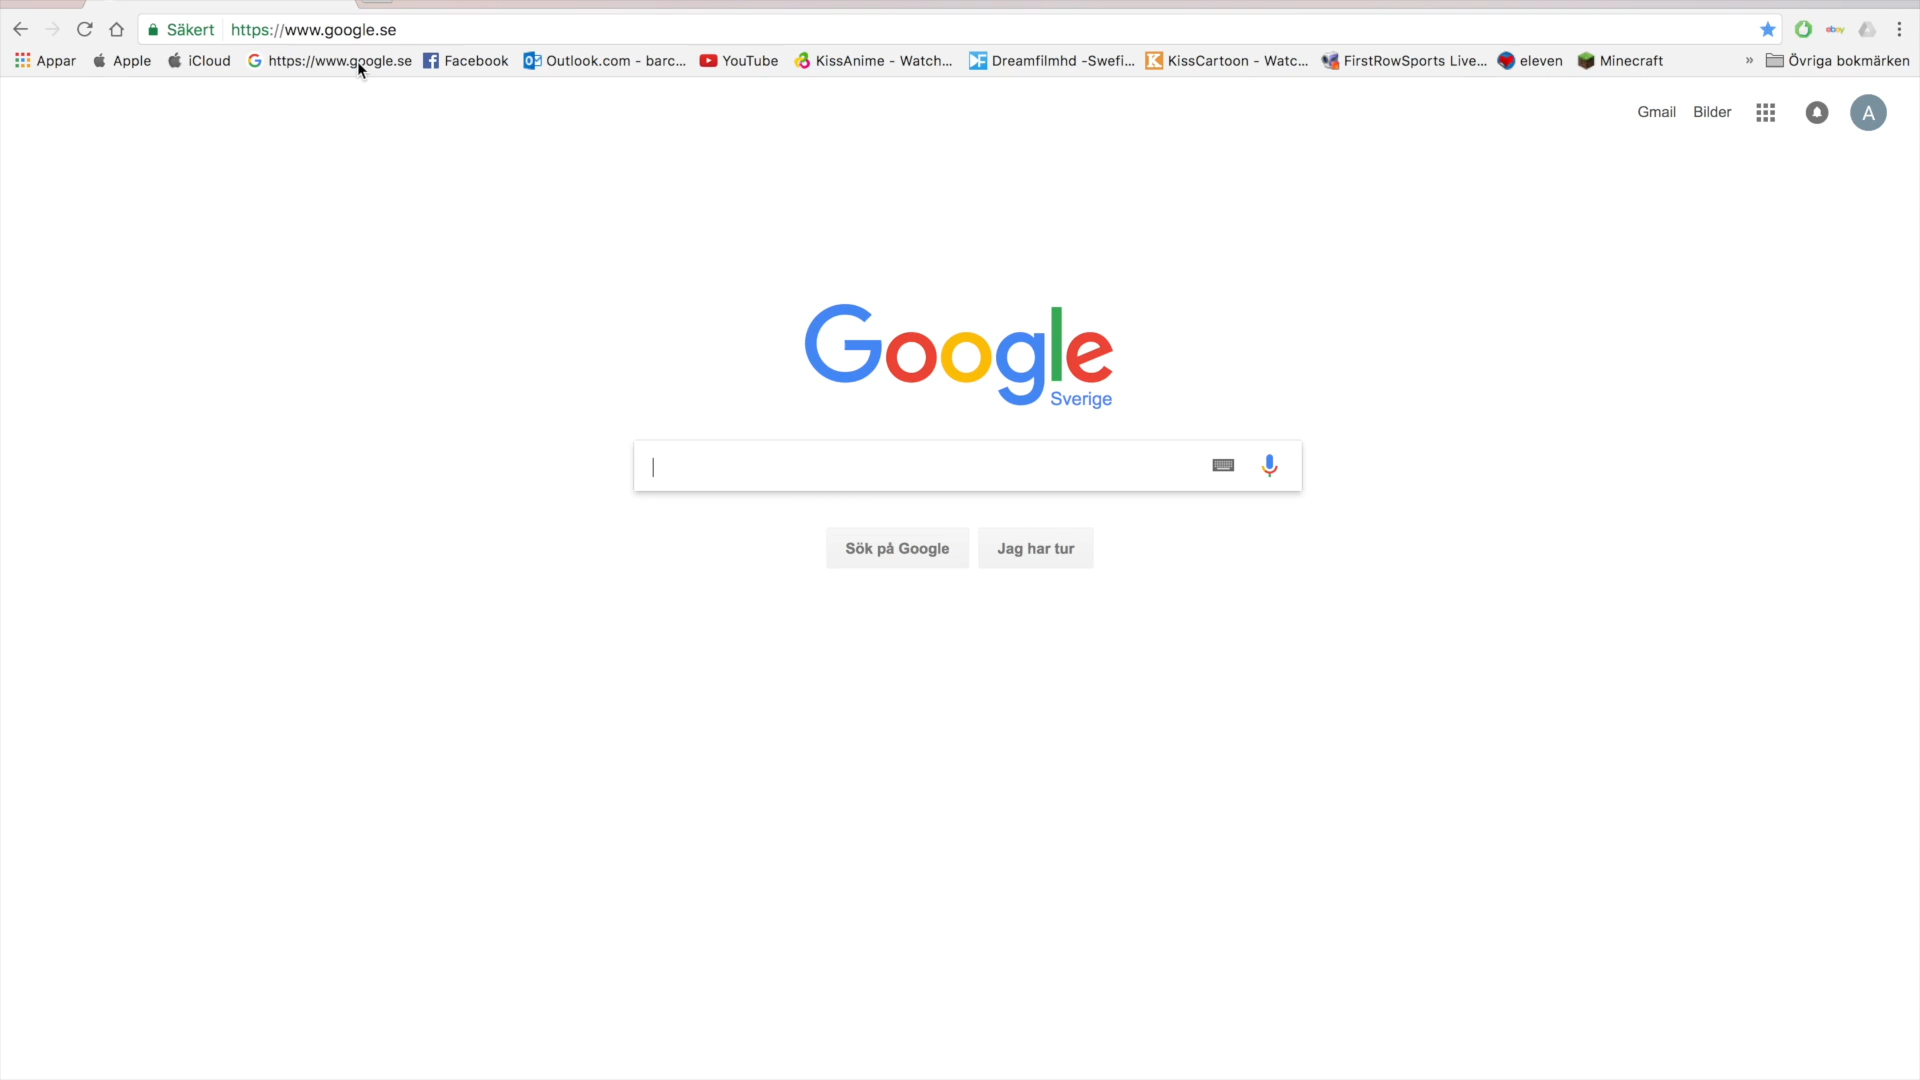 Säkert https://www.google.se ebay
Appar Apple iCloud https://www.google.se Facebook Outlook.com - barc... YouTube KissAnime - Watch... Dreamfilmhd -Swefi... KissCartoon - Watc... FirstRowSports Live... eleven Minecraft » Övriga bokmärken
Gmail Bilder A
Google
Sverige
Sök på Google Jag har tur